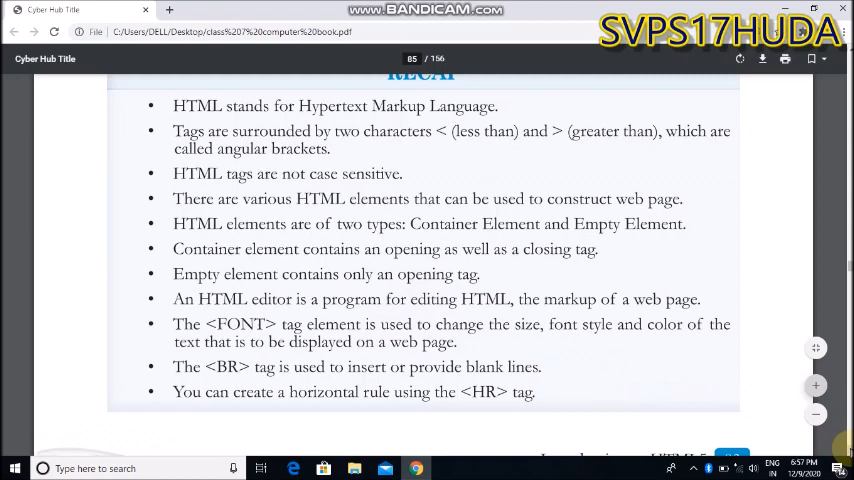 Cyber Hub Title
www.BANDICAM.com
File C:/Users/DELL/Desktop/class%207%20computer%20book.pdf
SVPS17HUDA
Cyber Hub Title
85 / 156
RECAP
• HTML stands for Hypertext Markup Language.
• Tags are surrounded by two characters < (less than) and > (greater than), which are
called angular brackets.
• HTML tags are not case sensitive.
• There are various HTML elements that can be used to construct web page.
• HTML elements are of two types: Container Element and Empty Element.
• Container element contains an opening as well as a closing tag.
• Empty element contains only an opening tag.
• An HTML editor is a program for editing HTML, the markup of a web page.
• The <FONT> tag element is used to change the size, font style and color of the
text that is to be displayed on a web page.
• The <BR> tag is used to insert or provide blank lines.
• You can create a horizontal rule using the <HR> tag.
Type here to search
ENG
IN
6:57 PM
12/9/2020